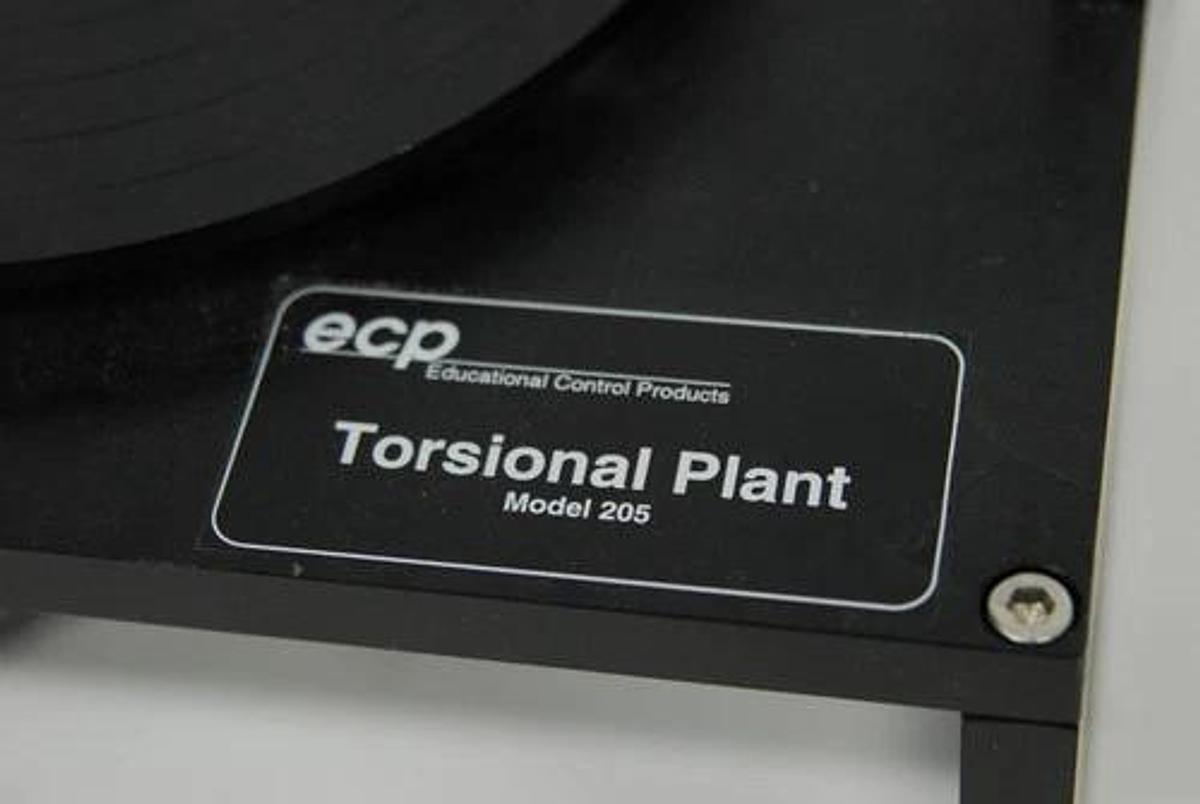 ecp
Educational Control Products
Torsional Plant
Model 205